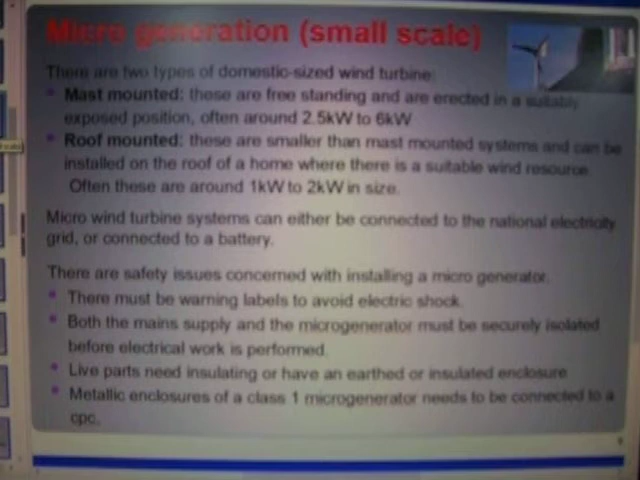 Micro generation (small scale)
There are two types of domestic-sized wind turbine:
• Mast mounted: these are free standing and are erected in a suitably
exposed position, often around 2.5kW to 6kW
• Roof mounted: these are smaller than mast mounted systems and can be
installed on the roof of a home where there is a suitable wind resource.
Often these are around 1kW to 2kW in size.
Micro wind turbine systems can either be connected to the national electricity
grid, or connected to a battery.
There are safety issues concerned with installing a micro generator.
• There must be warning labels to avoid electric shock.
• Both the mains supply and the microgenerator must be securely isolated
before electrical work is performed.
• Live parts need insulating or have an earthed or insulated enclosure
• Metallic enclosures of a class 1 microgenerator needs to be connected to a
cpc.